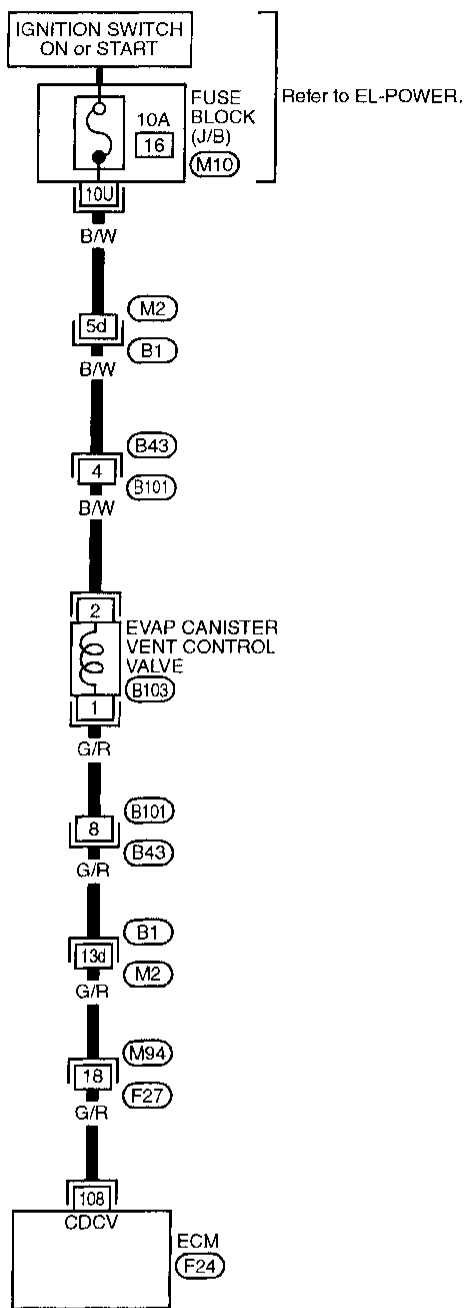 IGNITION SWITCH
ON or START
FUSE
BLOCK
(J/B)
M10
10A
16
Refer to EL-POWER.
10U
B/W
M2
5d
B1
B/W
B43
4
B101
B/W
2
EVAP CANISTER
VENT CONTROL
VALVE
B103
1
G/R
B101
8
B43
G/R
B1
13d
M2
G/R
M94
18
F27
G/R
108
CDCV
ECM
F24